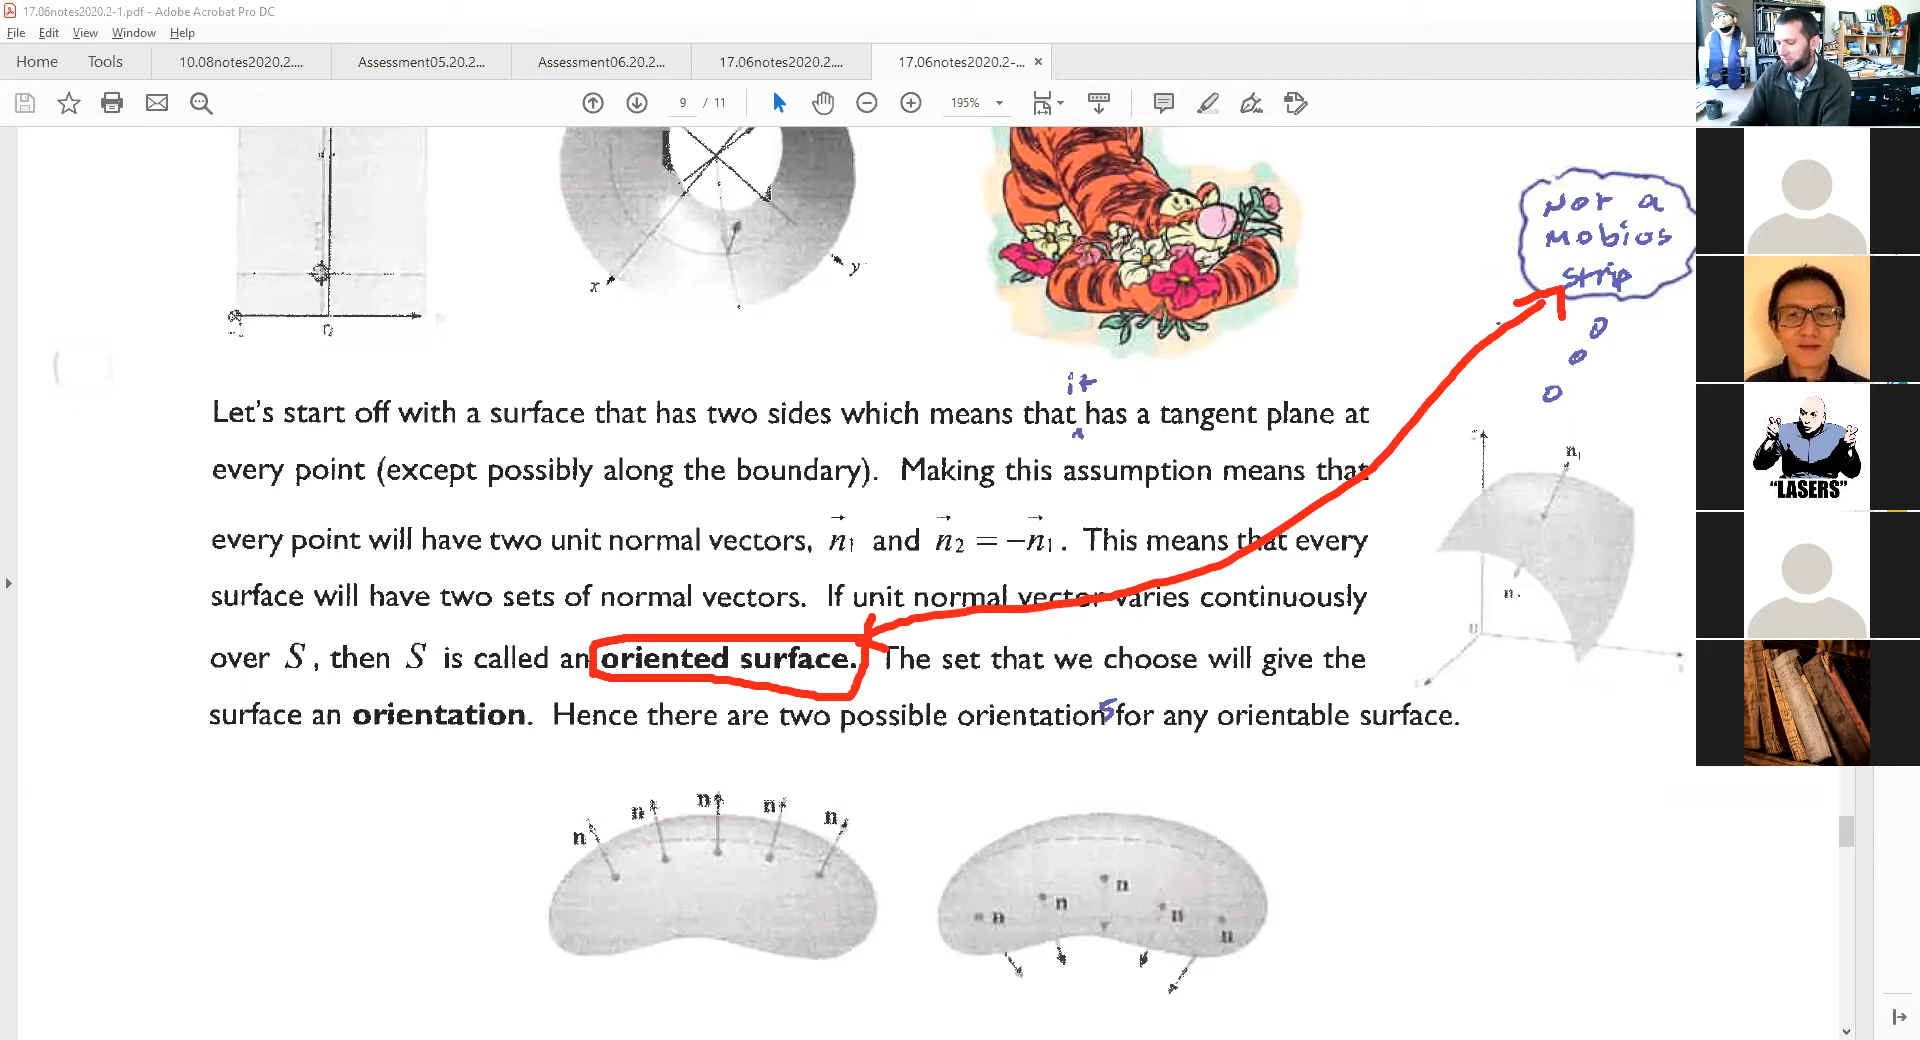 17.06notes2020.2-1.pdf - Adobe Acrobat Pro DC
File Edit View Window Help
Home Tools 10.08notes2020.2.... Assessment05.20.2... Assessment06.20.2... 17.06notes2020.2.... 17.06notes2020.2-... ×
9 / 11 195%
x
y
Not a
Mobius
Strip
it
Let's start off with a surface that has two sides which means that has a tangent plane at
every point (except possibly along the boundary). Making this assumption means that
every point will have two unit normal vectors, n₁ and n₂ = −n₁. This means that every
surface will have two sets of normal vectors. If unit normal vector varies continuously
over S, then S is called an oriented surface. The set that we choose will give the
surface an orientation. Hence there are two possible orientations for any orientable surface.
n₁
n
n n n n n
n n n n n
"LASERS"